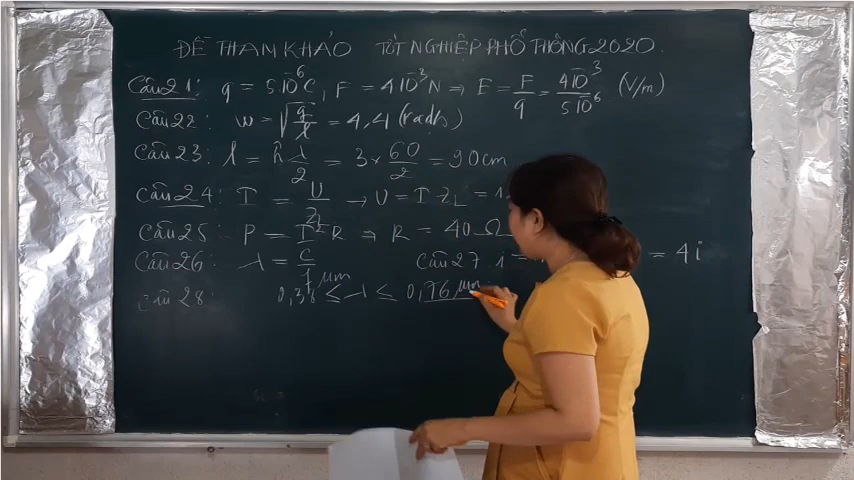 ĐỀ THAM KHẢO TỐT NGHIỆP PHỔ THÔNG 2020.
Câu 21: q = 5.10⁻⁶C, F = 4.10⁻³N ⇒ E = F/q = 4.10⁻³/5.10⁻⁶ (V/m)
Câu 22: ω = √(g/l) = 4,4 (rad/s)
Câu 23: l = k λ/2 = 3 × 60/2 = 90cm
Câu 24: I = U/Z_L → U = I Z_L = 1
Câu 25: P = I²R ⇒ R = 40 Ω
Câu 26: λ = c/f Câu 27 i = = 4i
Câu 28: 0,38 μm ≤ λ ≤ 0,76 μm